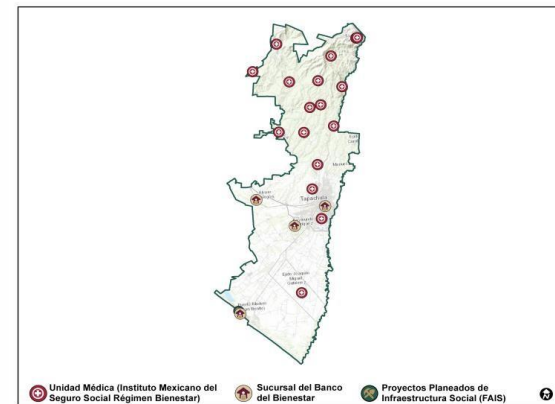 Tapachula
Unidad Médica (Instituto Mexicano del
Seguro Social Régimen Bienestar)
Sucursal del Banco
del Bienestar
Proyectos Planeados de
Infraestructura Social (FAIS)